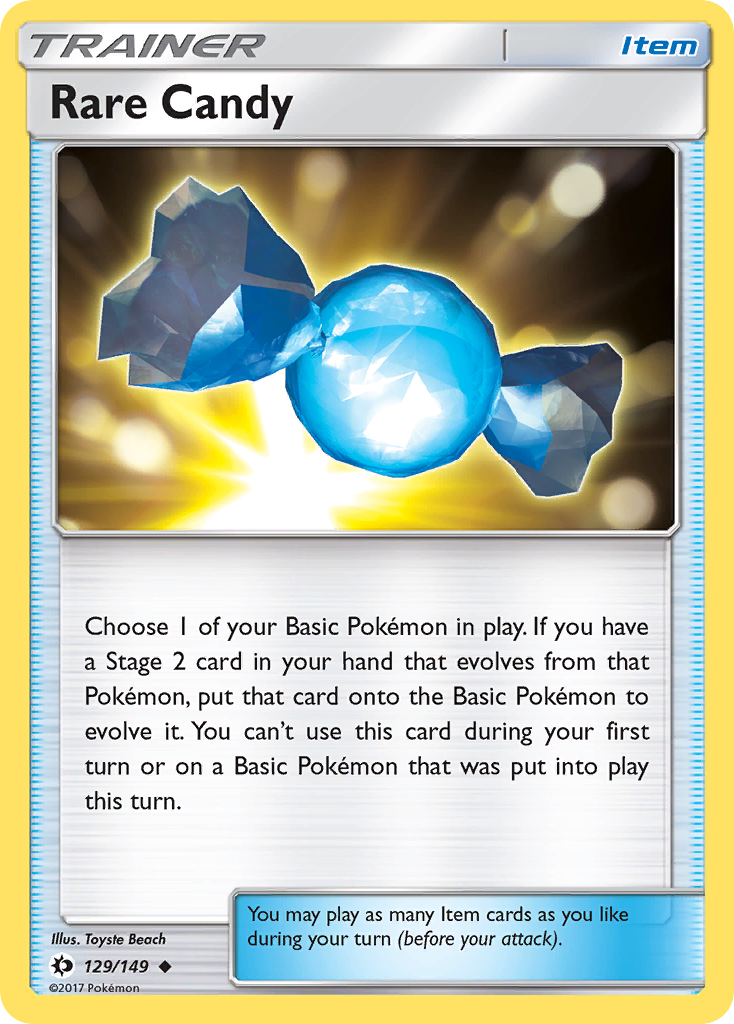 TRAINER
Item
Rare Candy
Choose 1 of your Basic Pokémon in play. If you have
a Stage 2 card in your hand that evolves from that
Pokémon, put that card onto the Basic Pokémon to
evolve it. You can't use this card during your first
turn or on a Basic Pokémon that was put into play
this turn.
You may play as many Item cards as you like
during your turn (before your attack).
Illus. Toyste Beach
129/149 ◆
©2017 Pokémon